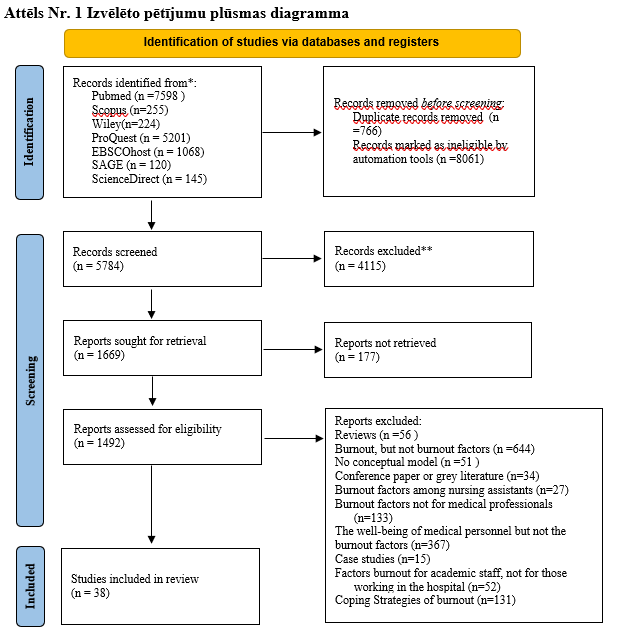 Attēls Nr. 1 Izvēlēto pētījumu plūsmas diagramma
Identification of studies via databases and registers
Identification
Records identified from*:
Pubmed (n =7598 )
Scopus (n=255)
Wiley(n=224)
ProQuest (n = 5201)
EBSCOhost (n = 1068)
SAGE (n = 120)
ScienceDirect (n = 145)
Records removed before screening:
Duplicate records removed  (n
=766)
Records marked as ineligible by
automation tools (n =8061)
Screening
Records screened
(n = 5784)
Records excluded**
(n = 4115)
Reports sought for retrieval
(n = 1669)
Reports not retrieved
(n = 177)
Reports assessed for eligibility
(n = 1492)
Reports excluded:
Reviews (n =56 )
Burnout, but not burnout factors (n =644)
No conceptual model (n =51 )
Conference paper or grey literature (n=34)
Burnout factors among nursing assistants (n=27)
Burnout factors not for medical professionals
(n=133)
The well-being of medical personnel but not the
burnout factors (n=367)
Case studies (n=15)
Factors burnout for academic staff, not for those
working in the hospital (n=52)
Coping Strategies of burnout (n=131)
Included
Studies included in review
(n = 38)